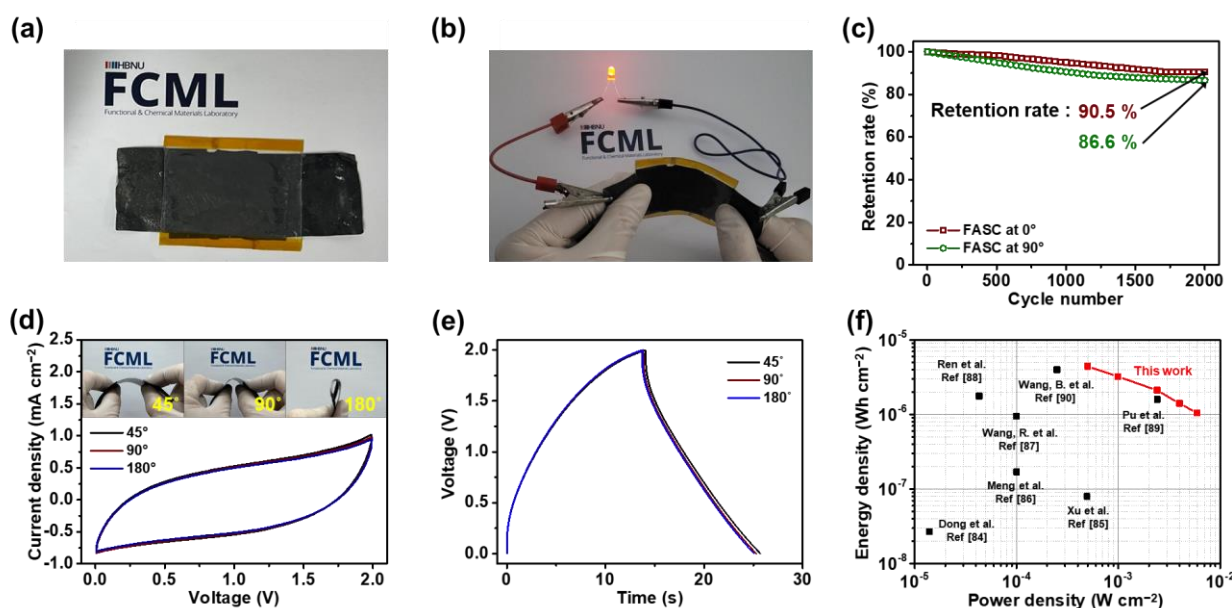 (a)
HBNU
FCML
Functional & Chemical Materials Laboratory
(b)
HBNU
FCML
Functional & Chemical Materials Laboratory
(c)
100
80
60
40
20
0
Retention rate (%)
Retention rate : 90.5 %
86.6 %
FASC at 0°
FASC at 90°
0 500 1000 1500 2000
Cycle number
(d)
2.5
2.0
1.5
1.0
0.5
0.0
-0.5
-1.0
Current density (mA cm−2)
HBNU
FCML
45°
HBNU
FCML
90°
HBNU
FCML
180°
45°
90°
180°
0.0 0.5 1.0 1.5 2.0
Voltage (V)
(e)
2.0
1.5
1.0
0.5
0.0
Voltage (V)
45°
90°
180°
0 10 20 30
Time (s)
(f)
10-5
10-6
10-7
10-8
Energy density (Wh cm−2)
Ren et al.
Ref [88]
Wang, B. et al.
Ref [90]
This work
Pu et al.
Ref [89]
Wang, R. et al.
Ref [87]
Meng et al.
Ref [86]
Xu et al.
Ref [85]
Dong et al.
Ref [84]
10-5 10-4 10-3 10-2
Power density (W cm−2)